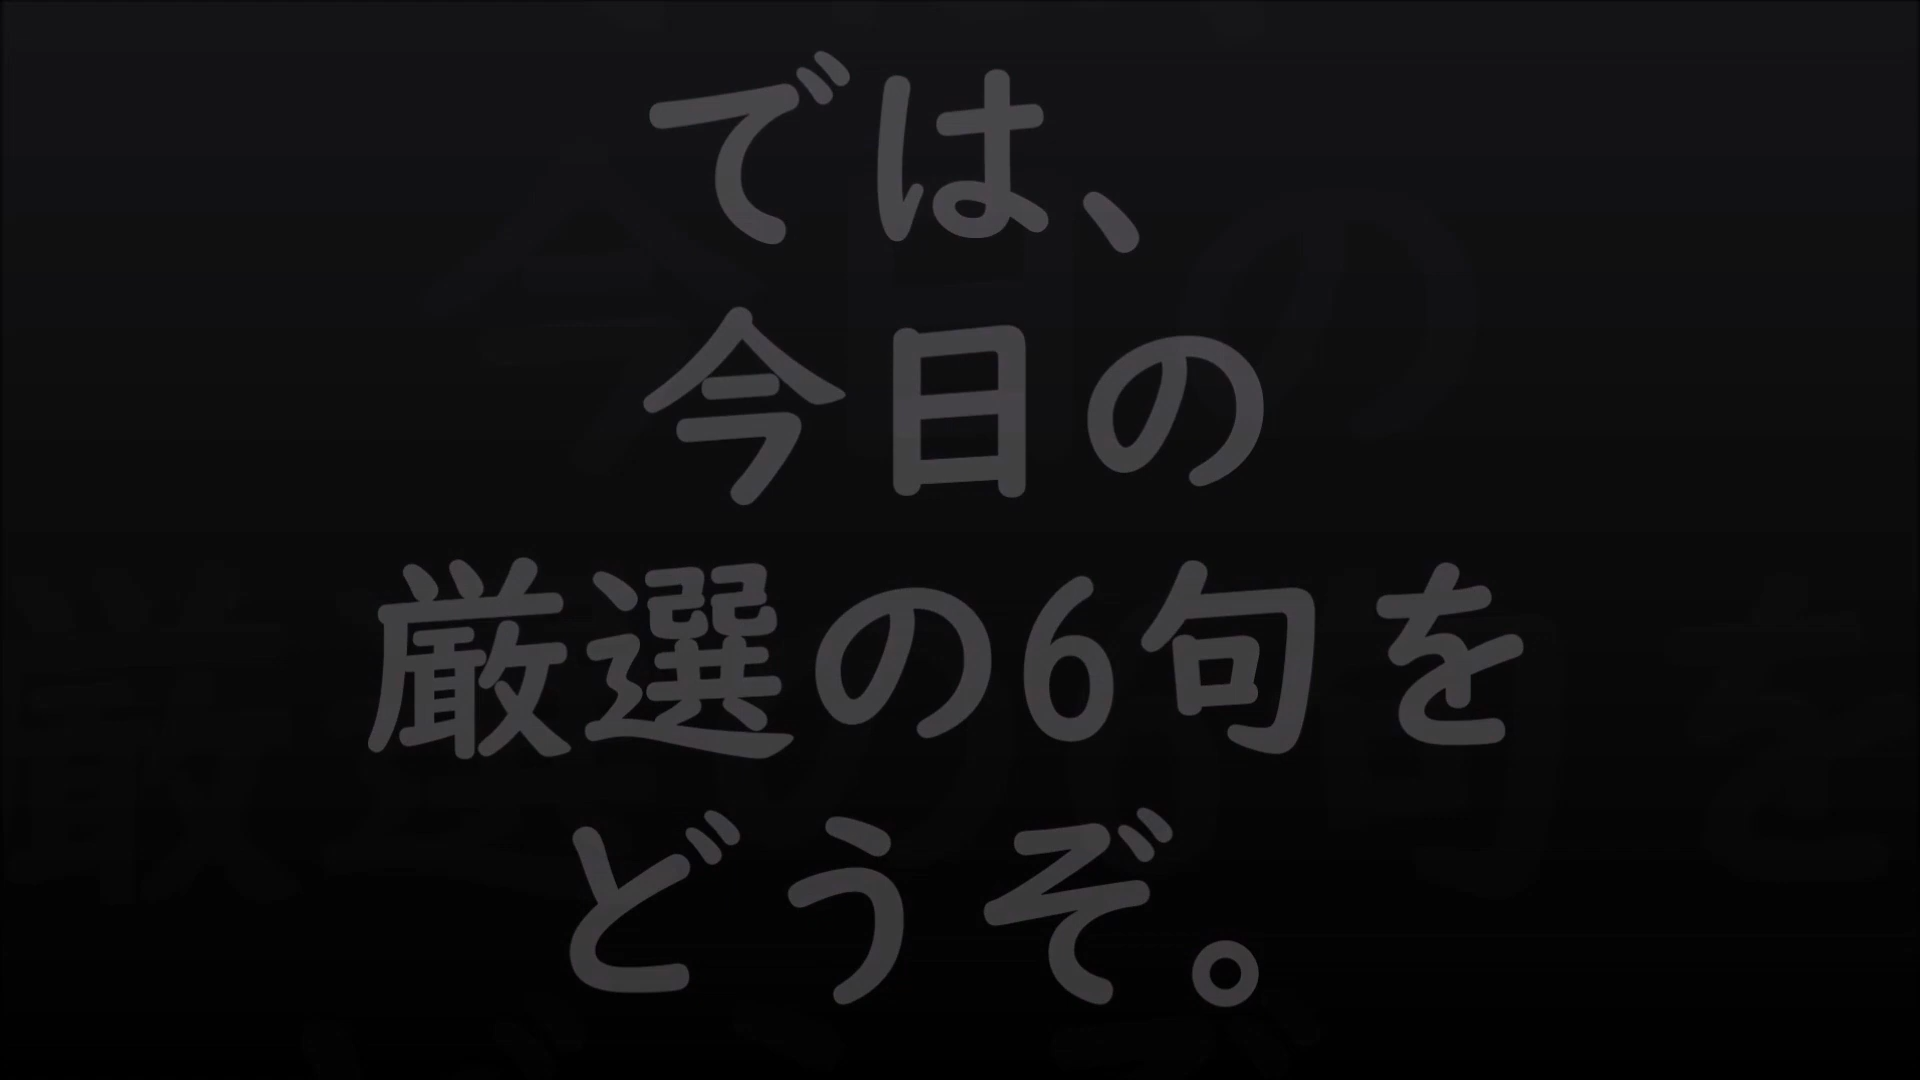 では、
今日の
厳選の6句を
どうぞ。